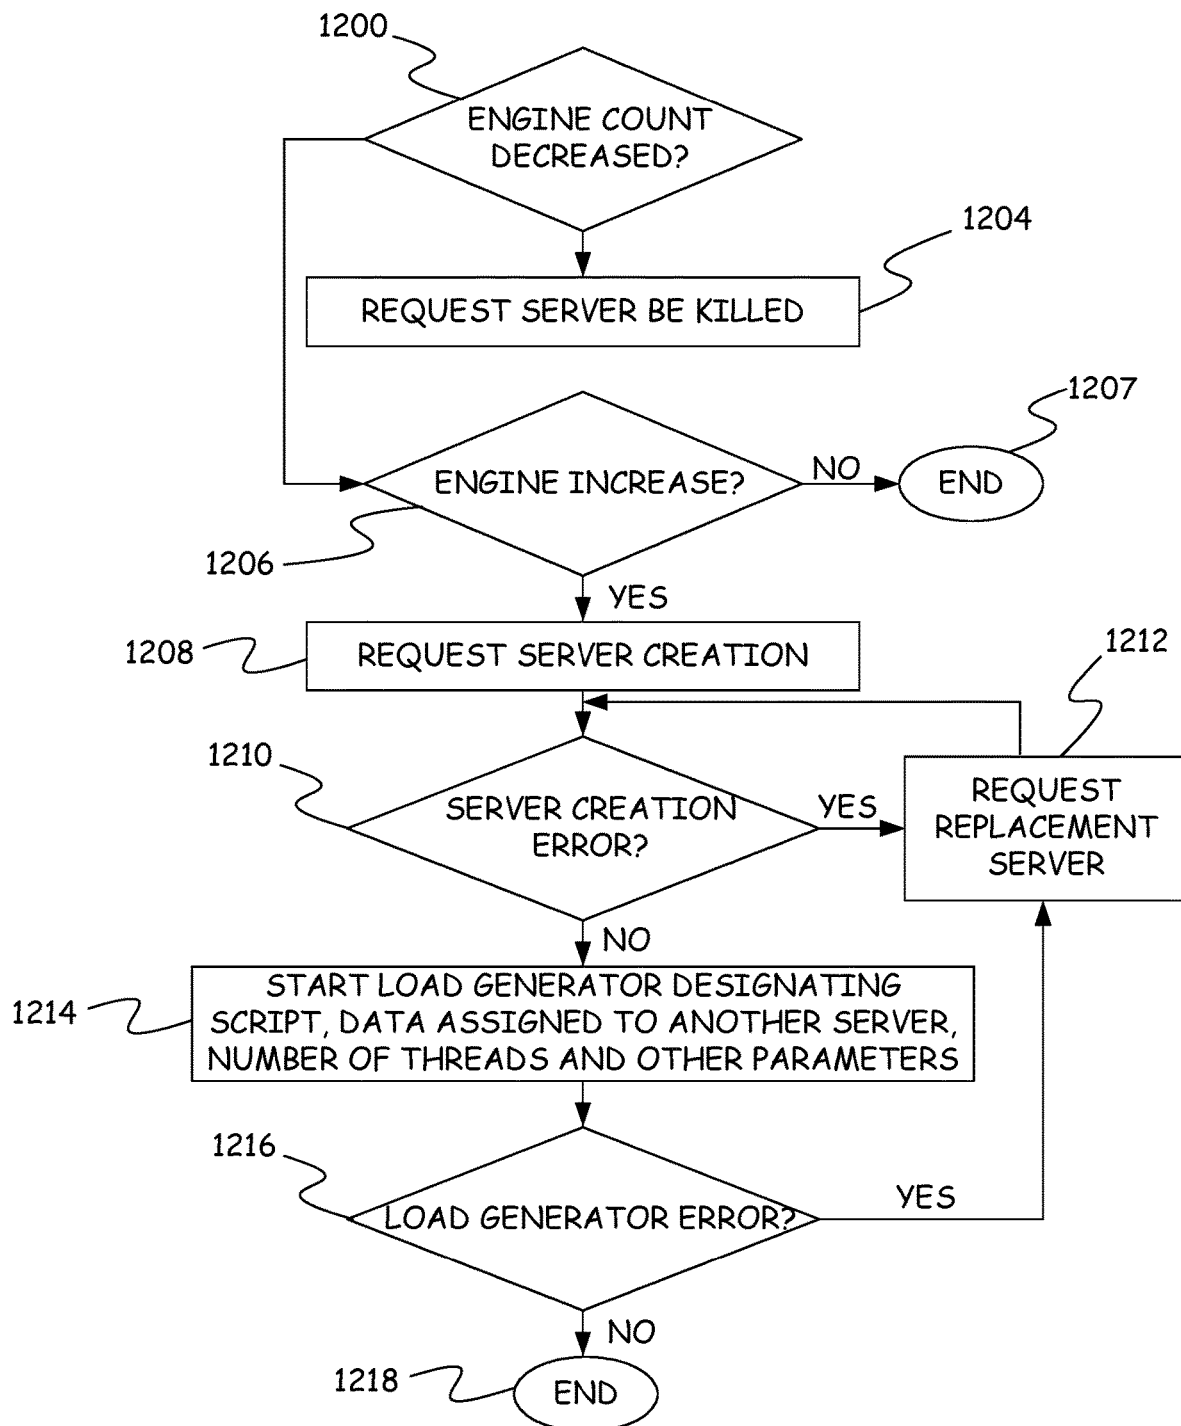 1200
ENGINE COUNT
DECREASED?
1204
REQUEST SERVER BE KILLED
1207
ENGINE INCREASE?
NO
END
1206
YES
1208
REQUEST SERVER CREATION
1212
1210
SERVER CREATION
ERROR?
YES
REQUEST
REPLACEMENT
SERVER
NO
1214
START LOAD GENERATOR DESIGNATING
SCRIPT, DATA ASSIGNED TO ANOTHER SERVER,
NUMBER OF THREADS AND OTHER PARAMETERS
1216
LOAD GENERATOR ERROR?
YES
NO
1218
END